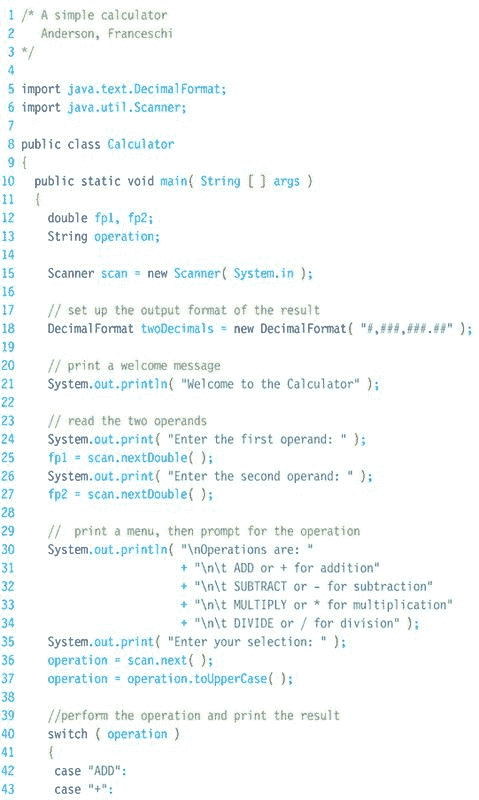 1 /* A simple calculator
2    Anderson, Franceschi
3 */
4
5 import java.text.DecimalFormat;
6 import java.util.Scanner;
7
8 public class Calculator
9 {
10   public static void main( String [ ] args )
11   {
12     double fp1, fp2;
13     String operation;
14
15     Scanner scan = new Scanner( System.in );
16
17     // set up the output format of the result
18     DecimalFormat twoDecimals = new DecimalFormat( "#,###,###.##" );
19
20     // print a welcome message
21     System.out.println( "Welcome to the Calculator" );
22
23     // read the two operands
24     System.out.print( "Enter the first operand: " );
25     fp1 = scan.nextDouble( );
26     System.out.print( "Enter the second operand: " );
27     fp2 = scan.nextDouble( );
28
29     //  print a menu, then prompt for the operation
30     System.out.println( "\nOperations are: "
31                         + "\n\t ADD or + for addition"
32                         + "\n\t SUBTRACT or - for subtraction"
33                         + "\n\t MULTIPLY or * for multiplication"
34                         + "\n\t DIVIDE or / for division" );
35     System.out.print( "Enter your selection: " );
36     operation = scan.next( );
37     operation = operation.toUpperCase( );
38
39     //perform the operation and print the result
40     switch ( operation )
41     {
42      case "ADD":
43      case "+":